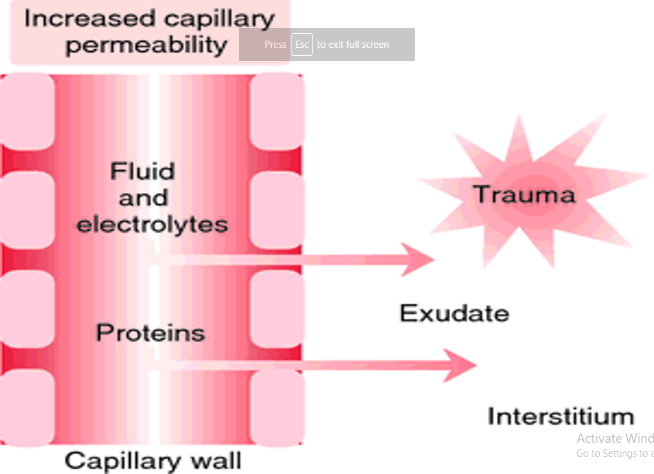 Increased capillary
permeability
Press Esc to exit full screen
Fluid
and
electrolytes
Trauma
Exudate
Proteins
Interstitium
Activate Wind
Go to Settings to a
Capillary wall